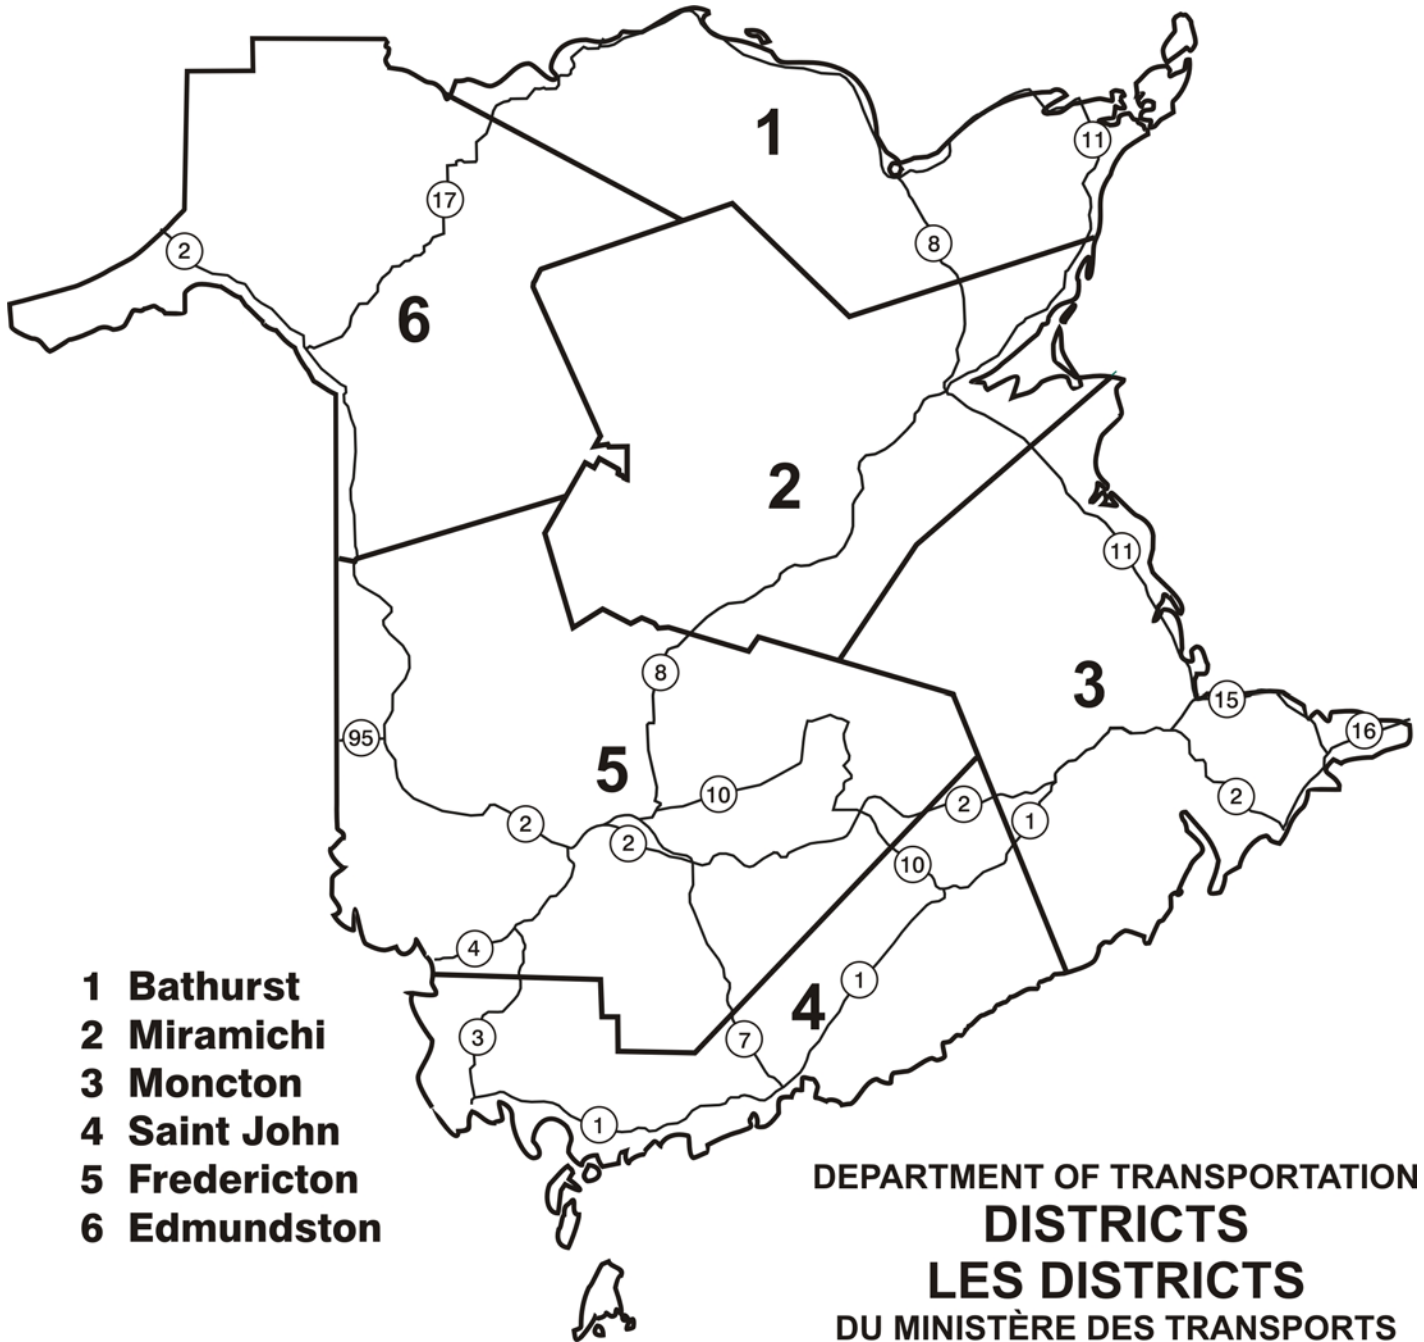 1
11
17
8
2
6
2
11
3
8
15
95
16
5
10
2
2
2
1
2
10
4
1
4
3
7
1
1 Bathurst
2 Miramichi
3 Moncton
4 Saint John
5 Fredericton
6 Edmundston
DEPARTMENT OF TRANSPORTATION
DISTRICTS
LES DISTRICTS
DU MINISTÈRE DES TRANSPORTS